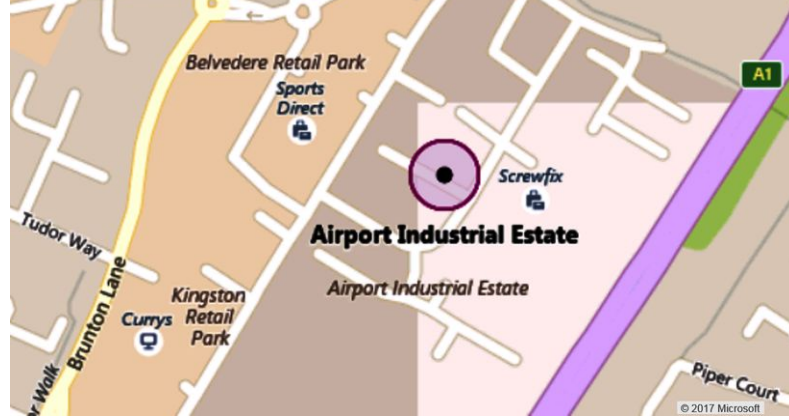 A1
Belvedere Retail Park
Sports
Direct
Screwfix
Airport Industrial Estate
Tudor Way
Airport Industrial Estate
Brunton Lane
Kingston
Retail
Park
Currys
Piper Court
Walk
© 2017 Microsoft